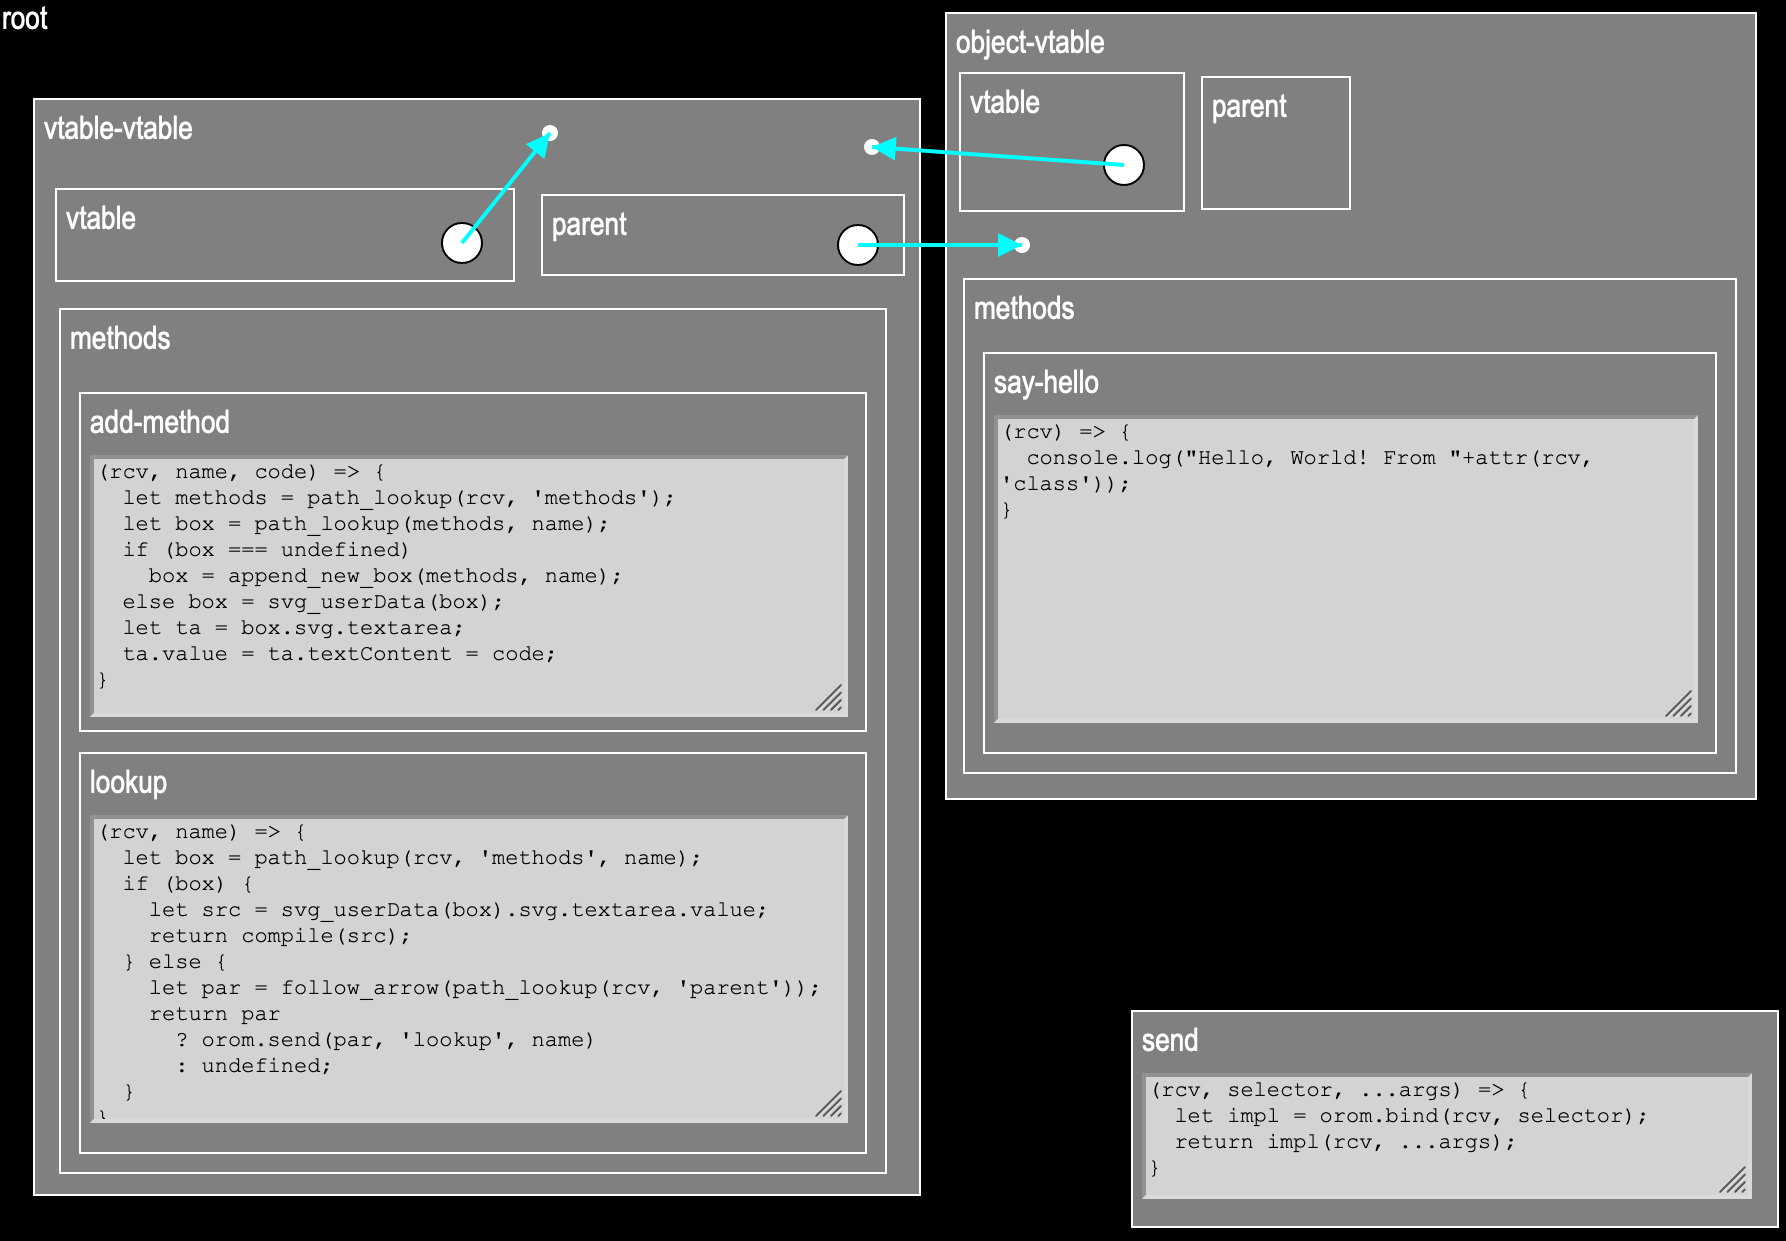 root
vtable-vtable
vtable
parent
methods
add-method
(rcv, name, code) => {
  let methods = path_lookup(rcv, 'methods');
  let box = path_lookup(methods, name);
  if (box === undefined)
    box = append_new_box(methods, name);
  else box = svg_userData(box);
  let ta = box.svg.textarea;
  ta.value = ta.textContent = code;
}
lookup
(rcv, name) => {
  let box = path_lookup(rcv, 'methods', name);
  if (box) {
    let src = svg_userData(box).svg.textarea.value;
    return compile(src);
  } else {
    let par = follow_arrow(path_lookup(rcv, 'parent'));
    return par
      ? orom.send(par, 'lookup', name)
      : undefined;
  }
}
object-vtable
vtable
parent
methods
say-hello
(rcv) => {
  console.log("Hello, World! From "+attr(rcv,
'class'));
}
send
(rcv, selector, ...args) => {
  let impl = orom.bind(rcv, selector);
  return impl(rcv, ...args);
}